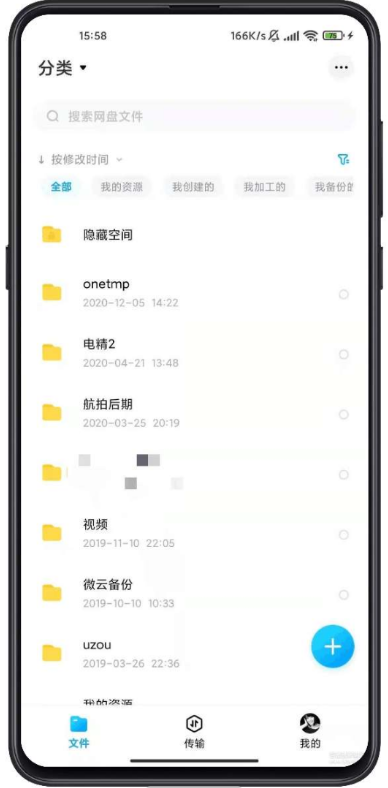 15:58 166K/s 75
分类
搜索网盘文件
按修改时间
全部 我的资源 我创建的 我加工的 我备份的
隐藏空间
onetmp
2020-12-05 14:22
电精2
2020-04-21 13:48
航拍后期
2020-03-25 20:19
视频
2019-11-10 22:05
微云备份
2019-10-10 10:33
uzou
2019-03-26 22:36
我的资源
文件 传输 我的